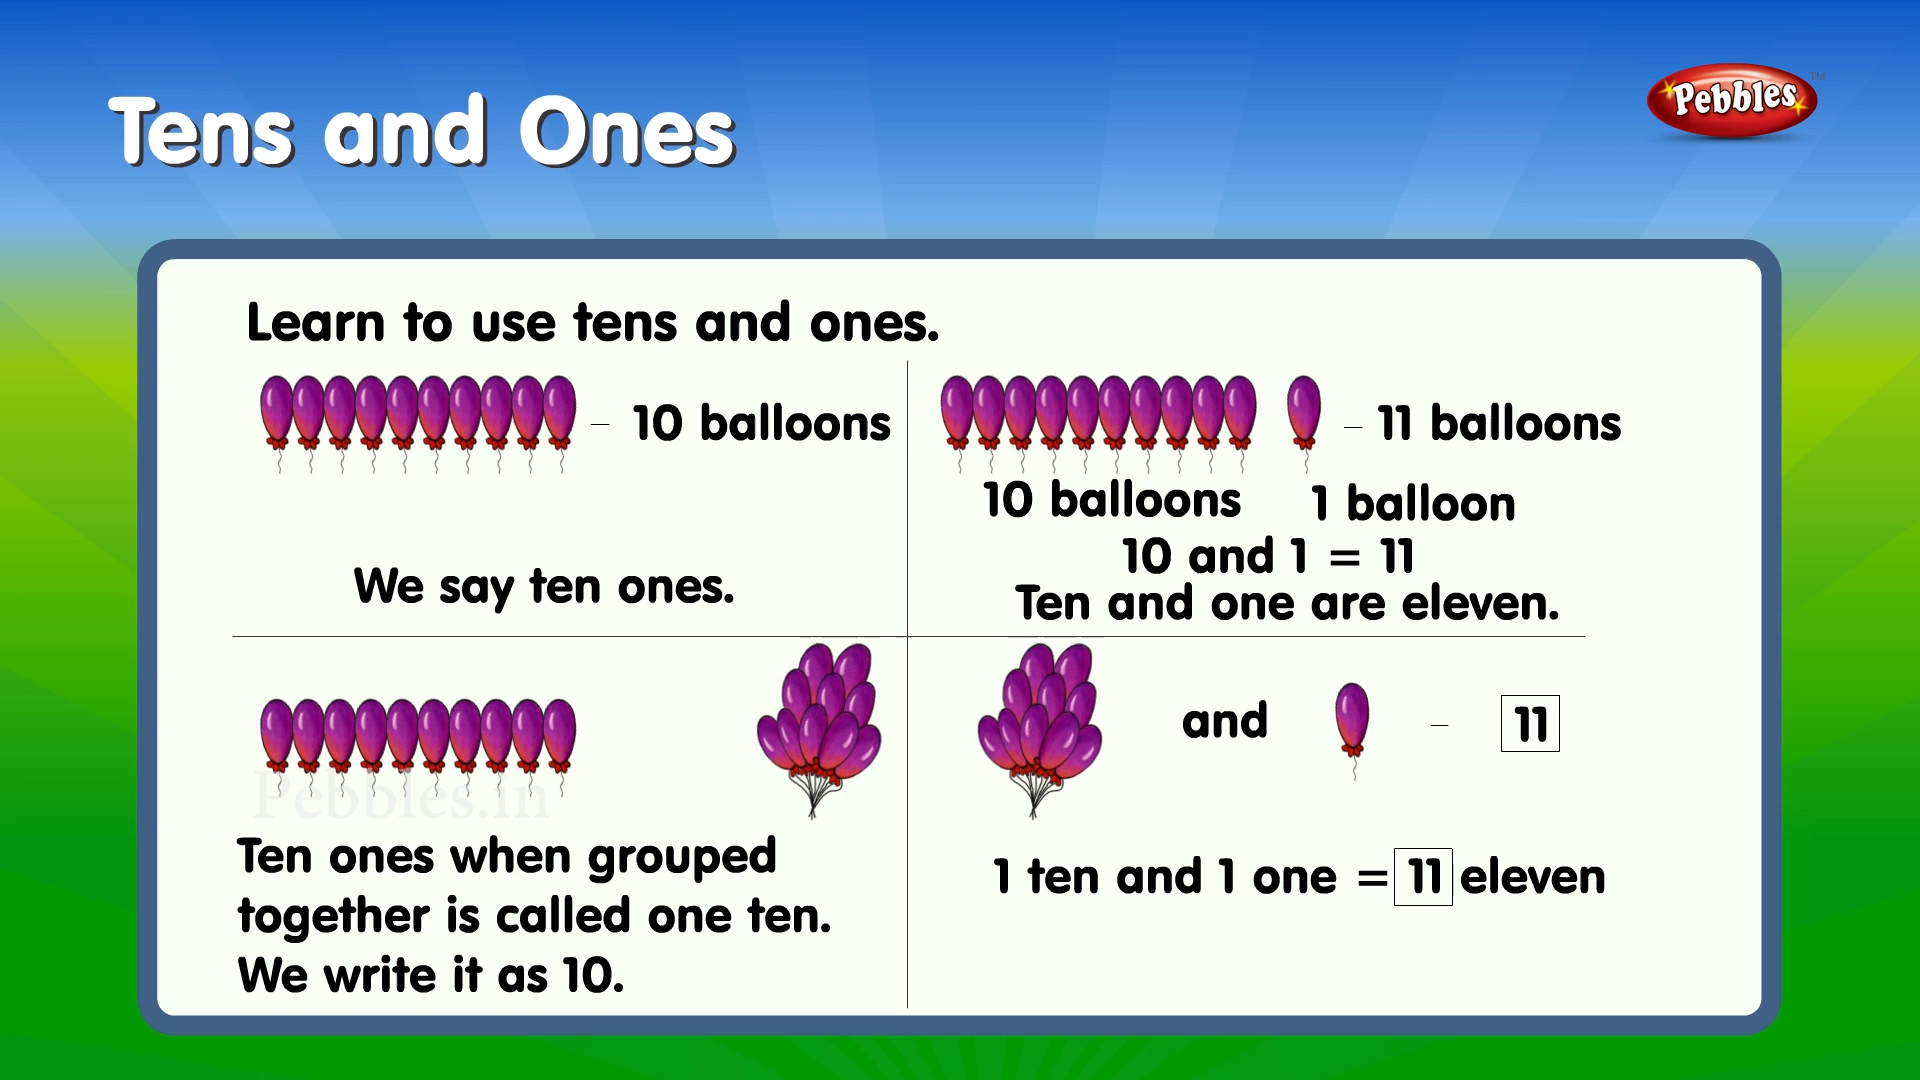 Tens and Ones
Pebbles TM
Learn to use tens and ones.
– 10 balloons
We say ten ones.
– 11 balloons
10 balloons 1 balloon
10 and 1 = 11
Ten and one are eleven.
Pebbles.in
Ten ones when grouped
together is called one ten.
We write it as 10.
and – 11
1 ten and 1 one = 11 eleven